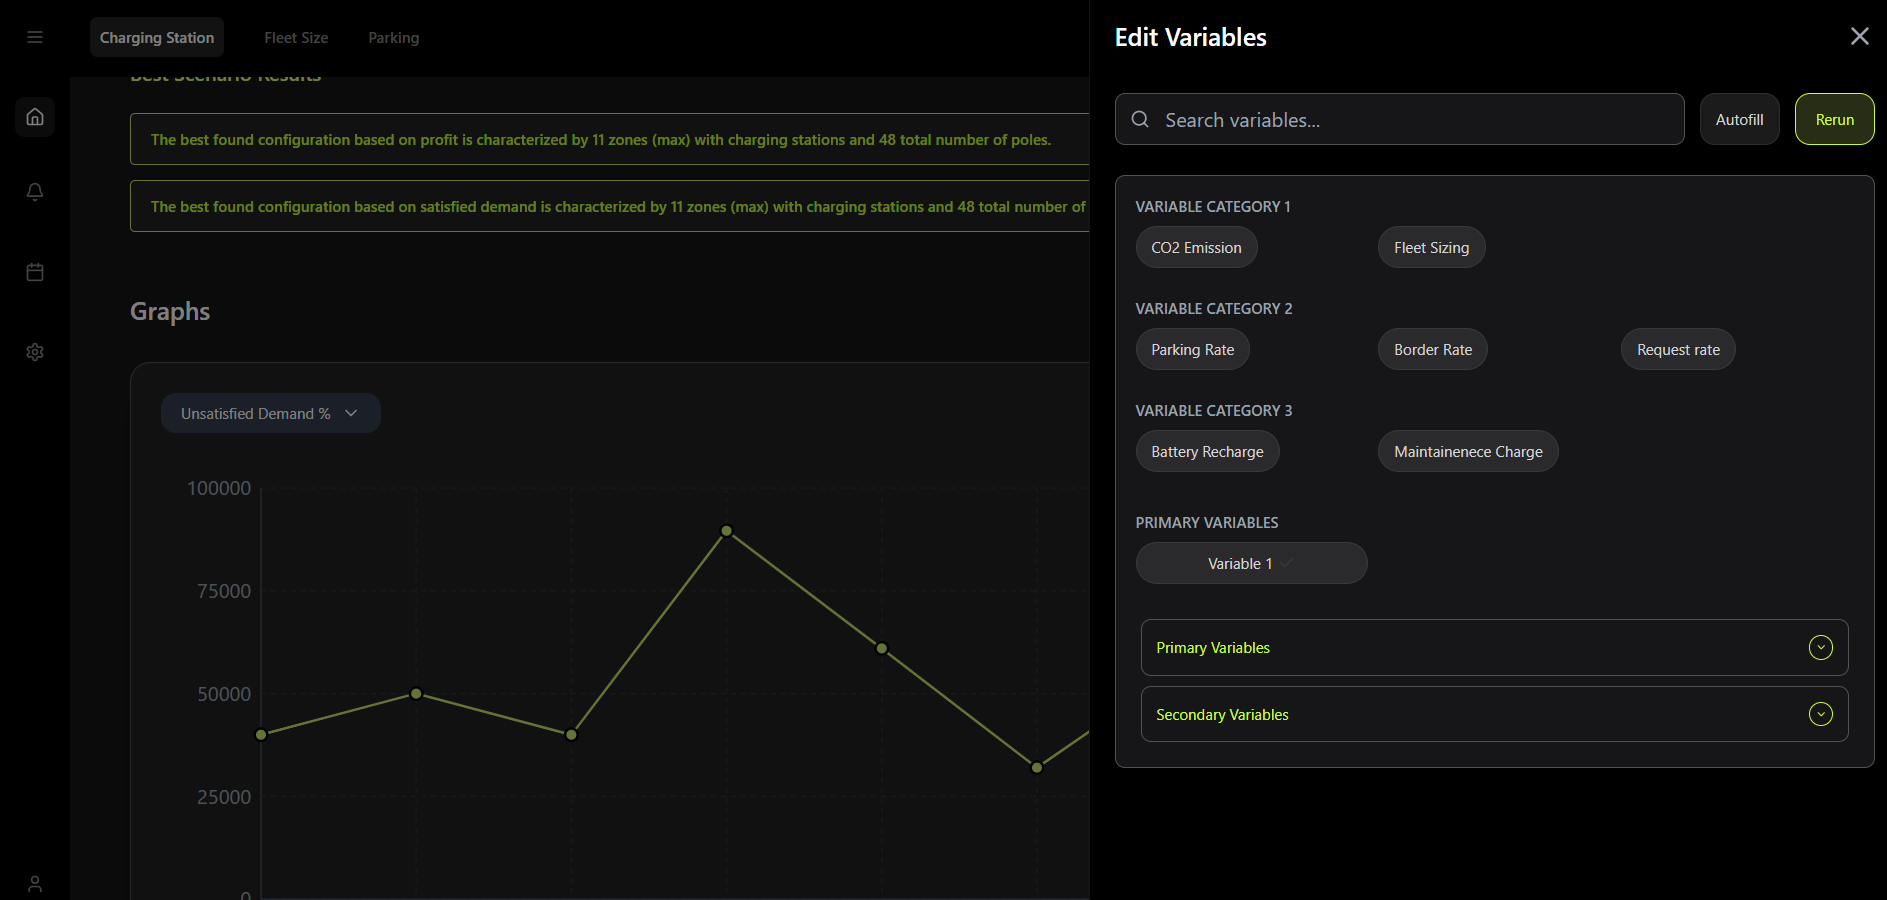 Charging Station
Fleet Size
Parking
Best Scenario Results
The best found configuration based on profit is characterized by 11 zones (max) with charging stations and 48 total number of poles.
The best found configuration based on satisfied demand is characterized by 11 zones (max) with charging stations and 48 total number of
Graphs
Unsatisfied Demand %
100000
75000
50000
25000
0
Edit Variables
Search variables...
Autofill
Rerun
VARIABLE CATEGORY 1
CO2 Emission
Fleet Sizing
VARIABLE CATEGORY 2
Parking Rate
Border Rate
Request rate
VARIABLE CATEGORY 3
Battery Recharge
Maintainenece Charge
PRIMARY VARIABLES
Variable 1
Primary Variables
Secondary Variables